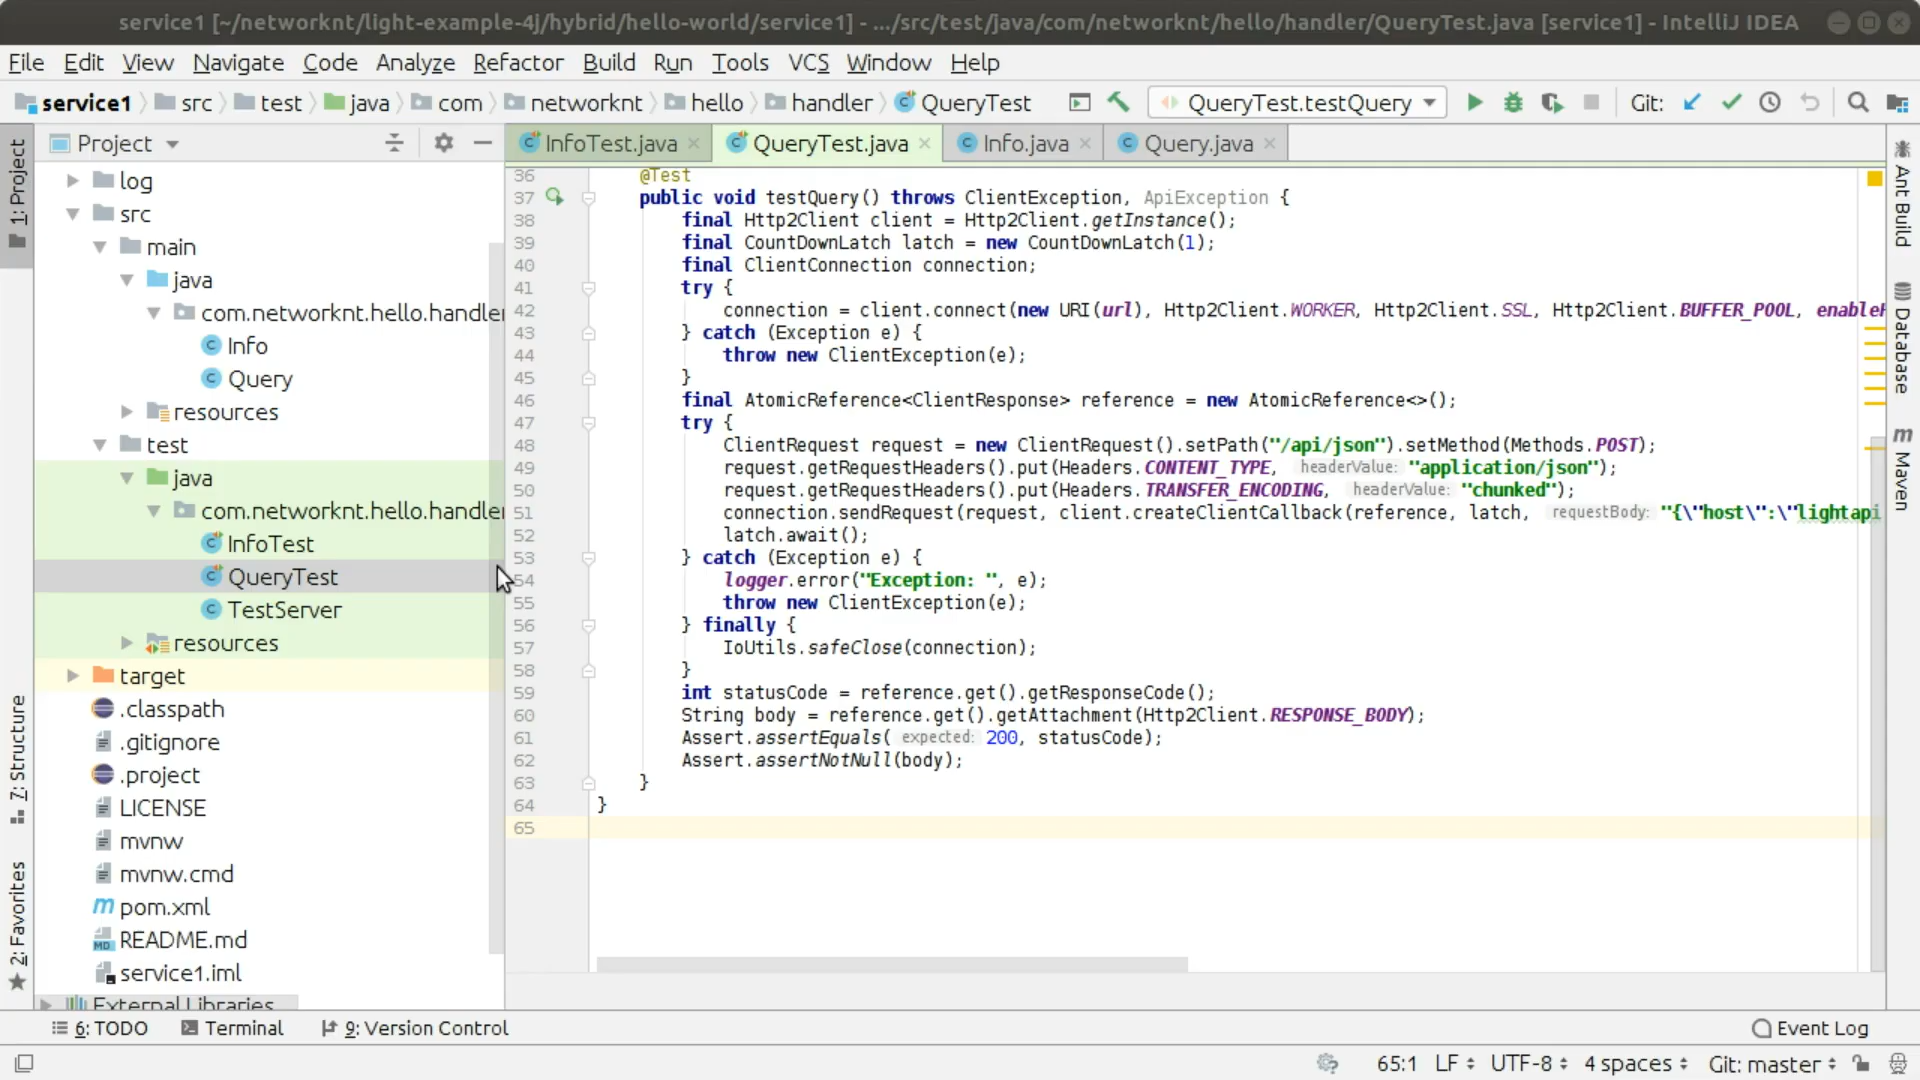 service1 [~/networknt/light-example-4j/hybrid/hello-world/service1] - .../src/test/java/com/networknt/hello/handler/QueryTest.java [service1] - IntelliJ IDEA
File Edit View Navigate Code Analyze Refactor Build Run Tools VCS Window Help
service1 src test java com networknt hello handler QueryTest QueryTest.testQuery Git:
1: Project
7: Structure
2: Favorites
Project
log
src
main
java
com.networknt.hello.handler
Info
Query
resources
test
java
com.networknt.hello.handler
InfoTest
QueryTest
TestServer
resources
target
.classpath
.gitignore
.project
LICENSE
mvnw
mvnw.cmd
pom.xml
README.md
service1.iml
External Libraries
InfoTest.java QueryTest.java Info.java Query.java
36 @Test
37 public void testQuery() throws ClientException, ApiException {
38 final Http2Client client = Http2Client.getInstance();
39 final CountDownLatch latch = new CountDownLatch(1);
40 final ClientConnection connection;
41 try {
42 connection = client.connect(new URI(url), Http2Client.WORKER, Http2Client.SSL, Http2Client.BUFFER_POOL, enableH
43 } catch (Exception e) {
44 throw new ClientException(e);
45 }
46 final AtomicReference<ClientResponse> reference = new AtomicReference<>();
47 try {
48 ClientRequest request = new ClientRequest().setPath("/api/json").setMethod(Methods.POST);
49 request.getRequestHeaders().put(Headers.CONTENT_TYPE, headerValue: "application/json");
50 request.getRequestHeaders().put(Headers.TRANSFER_ENCODING, headerValue: "chunked");
51 connection.sendRequest(request, client.createClientCallback(reference, latch, requestBody: "{\"host\":\"lightapi
52 latch.await();
53 } catch (Exception e) {
54 logger.error("Exception: ", e);
55 throw new ClientException(e);
56 } finally {
57 IoUtils.safeClose(connection);
58 }
59 int statusCode = reference.get().getResponseCode();
60 String body = reference.get().getAttachment(Http2Client.RESPONSE_BODY);
61 Assert.assertEquals( expected: 200, statusCode);
62 Assert.assertNotNull(body);
63 }
64 }
65
Ant Build
Database
Maven
6: TODO Terminal 9: Version Control Event Log
65:1 LF UTF-8 4 spaces Git: master